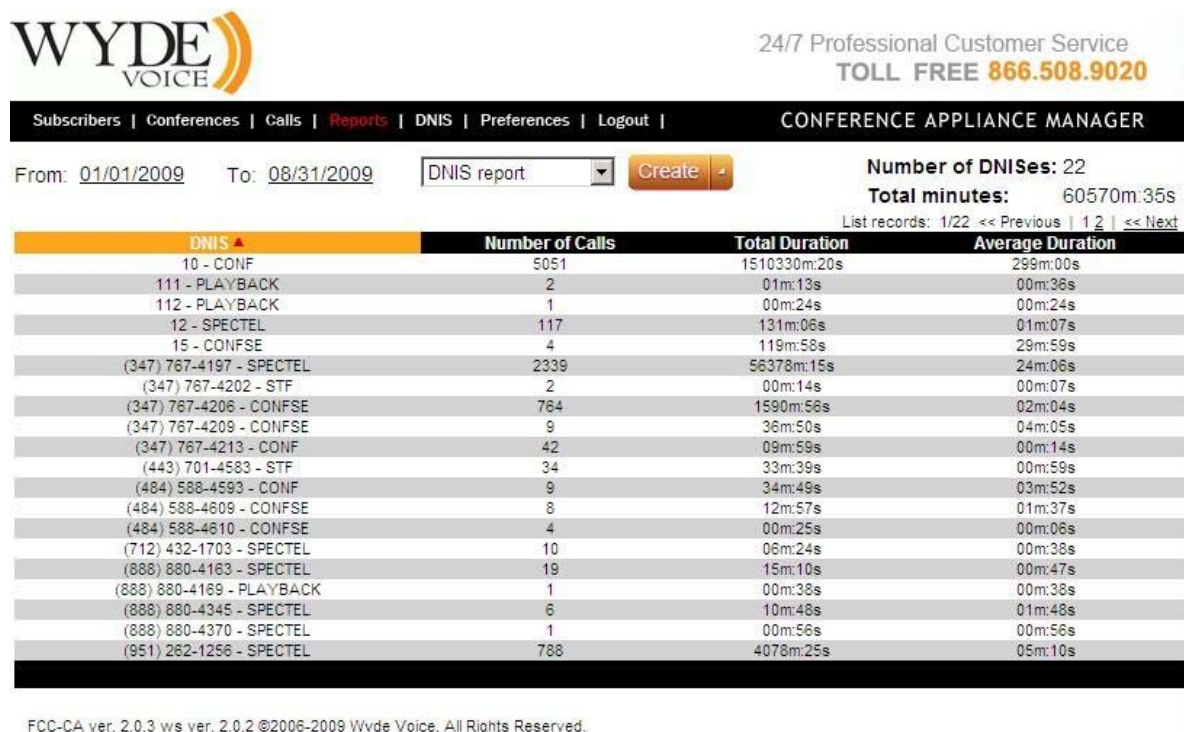 WYDE
VOICE
24/7 Professional Customer Service
TOLL FREE 866.508.9020
Subscribers | Conferences | Calls | Reports | DNIS | Preferences | Logout |
CONFERENCE APPLIANCE MANAGER
From: 01/01/2009 To: 08/31/2009 DNIS report Create
Number of DNISes: 22
Total minutes: 60570m:35s
List records: 1/22 << Previous | 1 2 | << Next
DNIS Number of Calls Total Duration Average Duration
10 - CONF 5051 1510330m:20s 299m:00s
111 - PLAYBACK 2 01m:13s 00m:36s
112 - PLAYBACK 1 00m:24s 00m:24s
12 - SPECTEL 117 131m:06s 01m:07s
15 - CONFSE 4 119m:58s 29m:59s
(347) 767-4197 - SPECTEL 2339 56378m:15s 24m:06s
(347) 767-4202 - STF 2 00m:14s 00m:07s
(347) 767-4206 - CONFSE 764 1590m:56s 02m:04s
(347) 767-4209 - CONFSE 9 36m:50s 04m:05s
(347) 767-4213 - CONF 42 09m:59s 00m:14s
(443) 701-4583 - STF 34 33m:39s 00m:59s
(484) 588-4593 - CONF 9 34m:49s 03m:52s
(484) 588-4609 - CONFSE 8 12m:57s 01m:37s
(484) 588-4610 - CONFSE 4 00m:25s 00m:06s
(712) 432-1703 - SPECTEL 10 06m:24s 00m:38s
(888) 880-4163 - SPECTEL 19 15m:10s 00m:47s
(888) 880-4169 - PLAYBACK 1 00m:38s 00m:38s
(888) 880-4345 - SPECTEL 6 10m:48s 01m:48s
(888) 880-4370 - SPECTEL 1 00m:56s 00m:56s
(951) 262-1256 - SPECTEL 788 4078m:25s 05m:10s
FCC-CA ver. 2.0.3 ws ver. 2.0.2 ©2006-2009 Wyde Voice. All Rights Reserved.